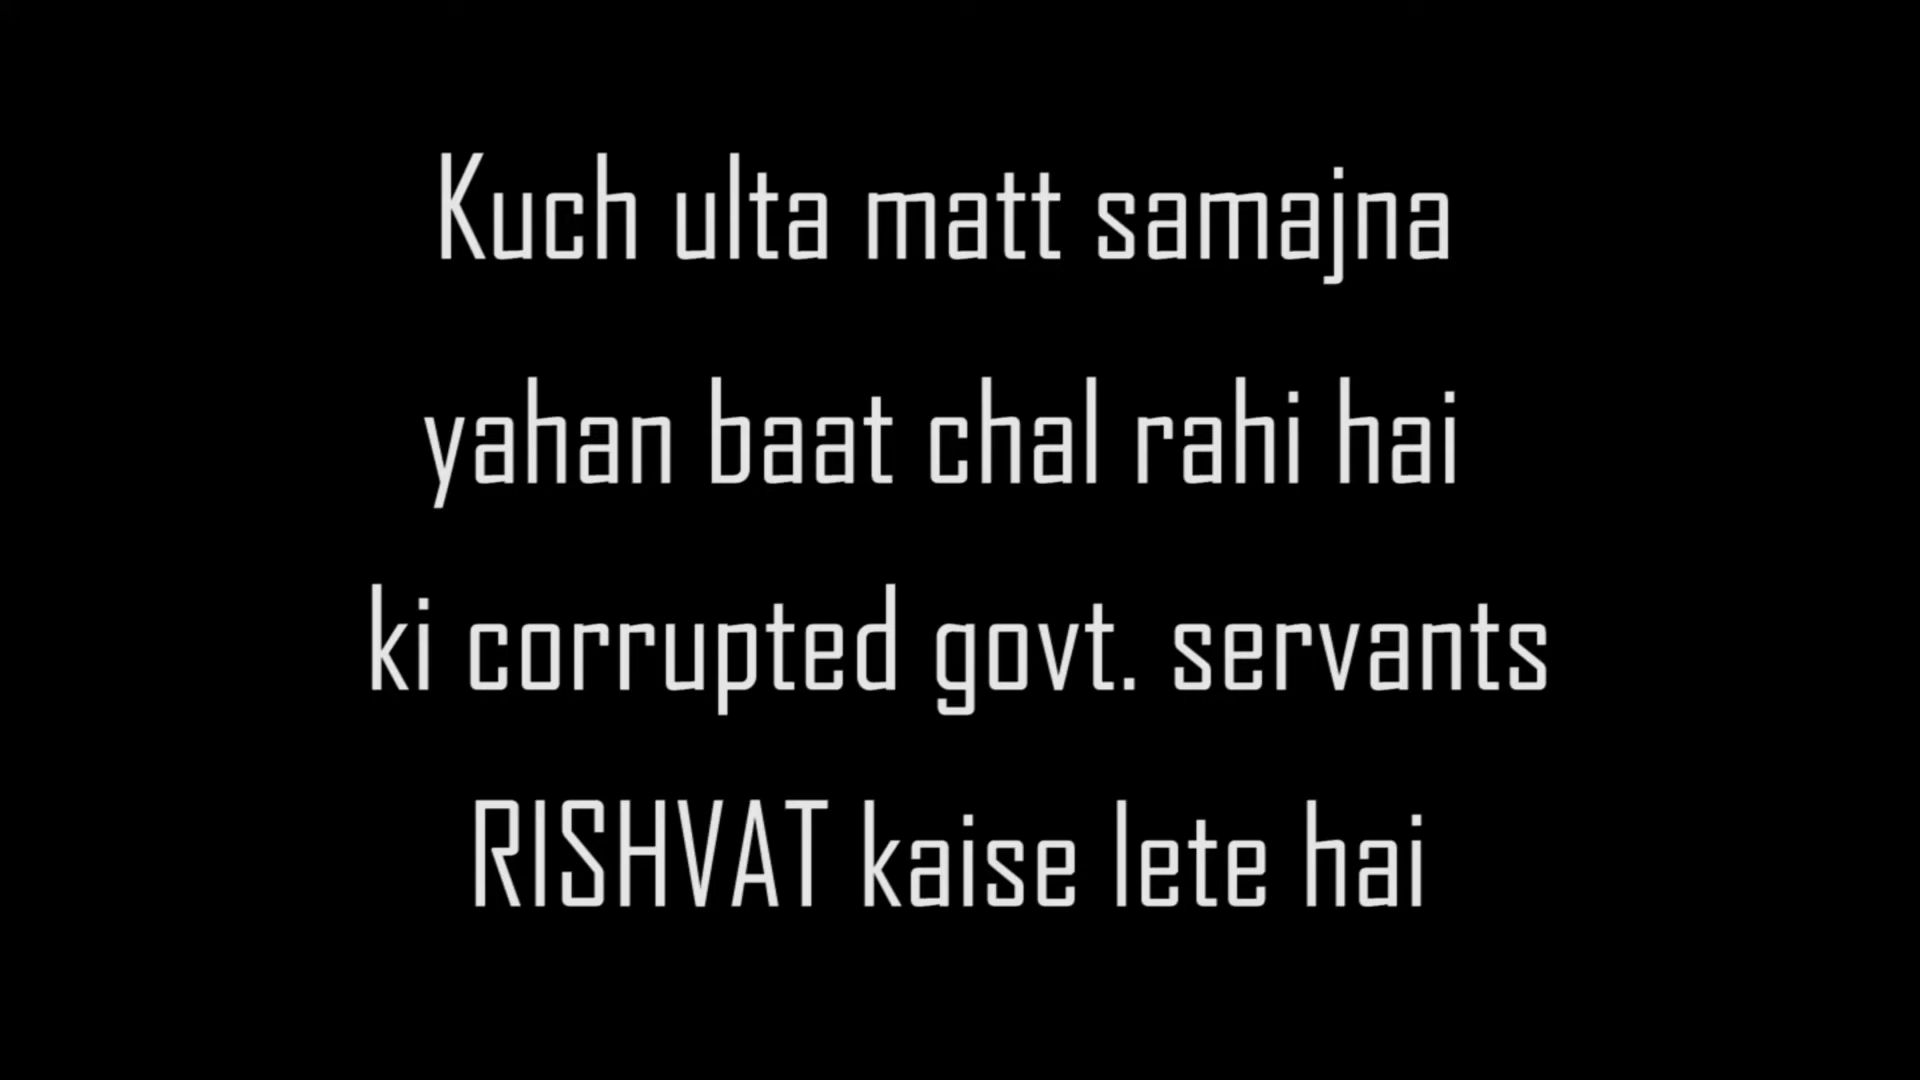 Kuch ulta matt samajna
yahan baat chal rahi hai
ki corrupted govt. servants
RISHVAT kaise lete hai